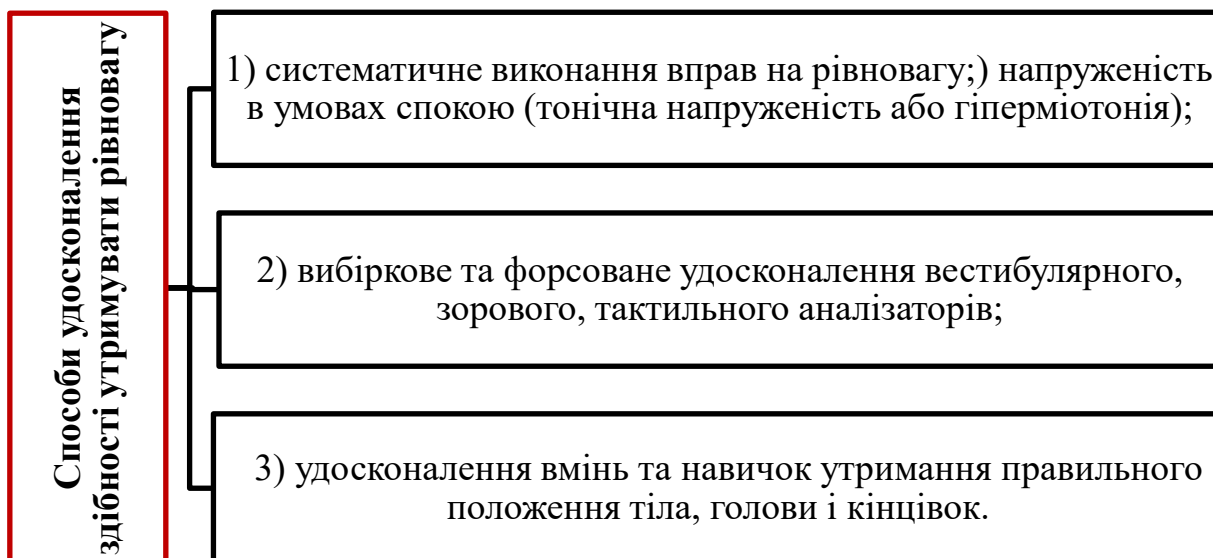 Способи удосконалення
здібності утримувати рівновагу
1) систематичне виконання вправ на рівновагу;) напруженість
в умовах спокою (тонічна напруженість або гіперміотонія);
2) вибіркове та форсоване удосконалення вестибулярного,
зорового, тактильного аналізаторів;
3) удосконалення вмінь та навичок утримання правильного
положення тіла, голови і кінцівок.